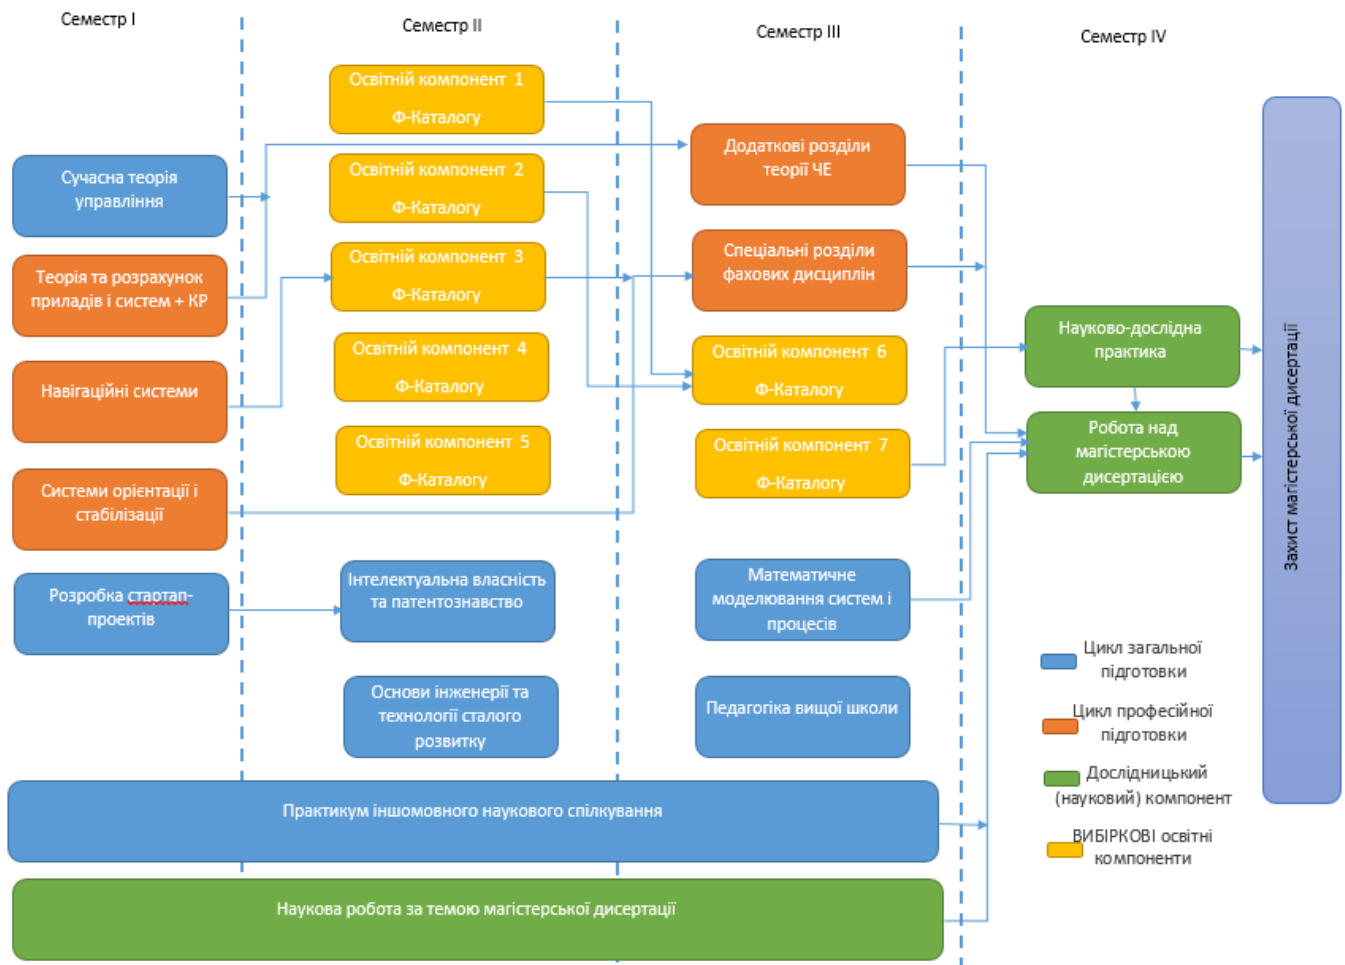 Семестр I
Семестр II
Семестр III
Семестр IV
Сучасна теорія
управління
Теорія та розрахунок
приладів і систем + КР
Навігаційні системи
Системи орієнтації і
стабілізації
Розробка стартап-
проектів
Освітній компонент 1
Ф-Каталогу
Освітній компонент 2
Ф-Каталогу
Освітній компонент 3
Ф-Каталогу
Освітній компонент 4
Ф-Каталогу
Освітній компонент 5
Ф-Каталогу
Інтелектуальна власність
та патентознавство
Основи інженерії та
технології сталого
розвитку
Додаткові розділи
теорії ЧЕ
Спеціальні розділи
фахових дисциплін
Освітній компонент 6
Ф-Каталогу
Освітній компонент 7
Ф-Каталогу
Математичне
моделювання систем і
процесів
Педагогіка вищої школи
Практикум іншомовного наукового спілкування
Наукова робота за темою магістерської дисертації
Науково-дослідна
практика
Робота над
магістерською
дисертацією
Захист магістерської дисертації
Цикл загальної
підготовки
Цикл професійної
підготовки
Дослідницький
(науковий) компонент
ВИБІРКОВІ освітні
компоненти